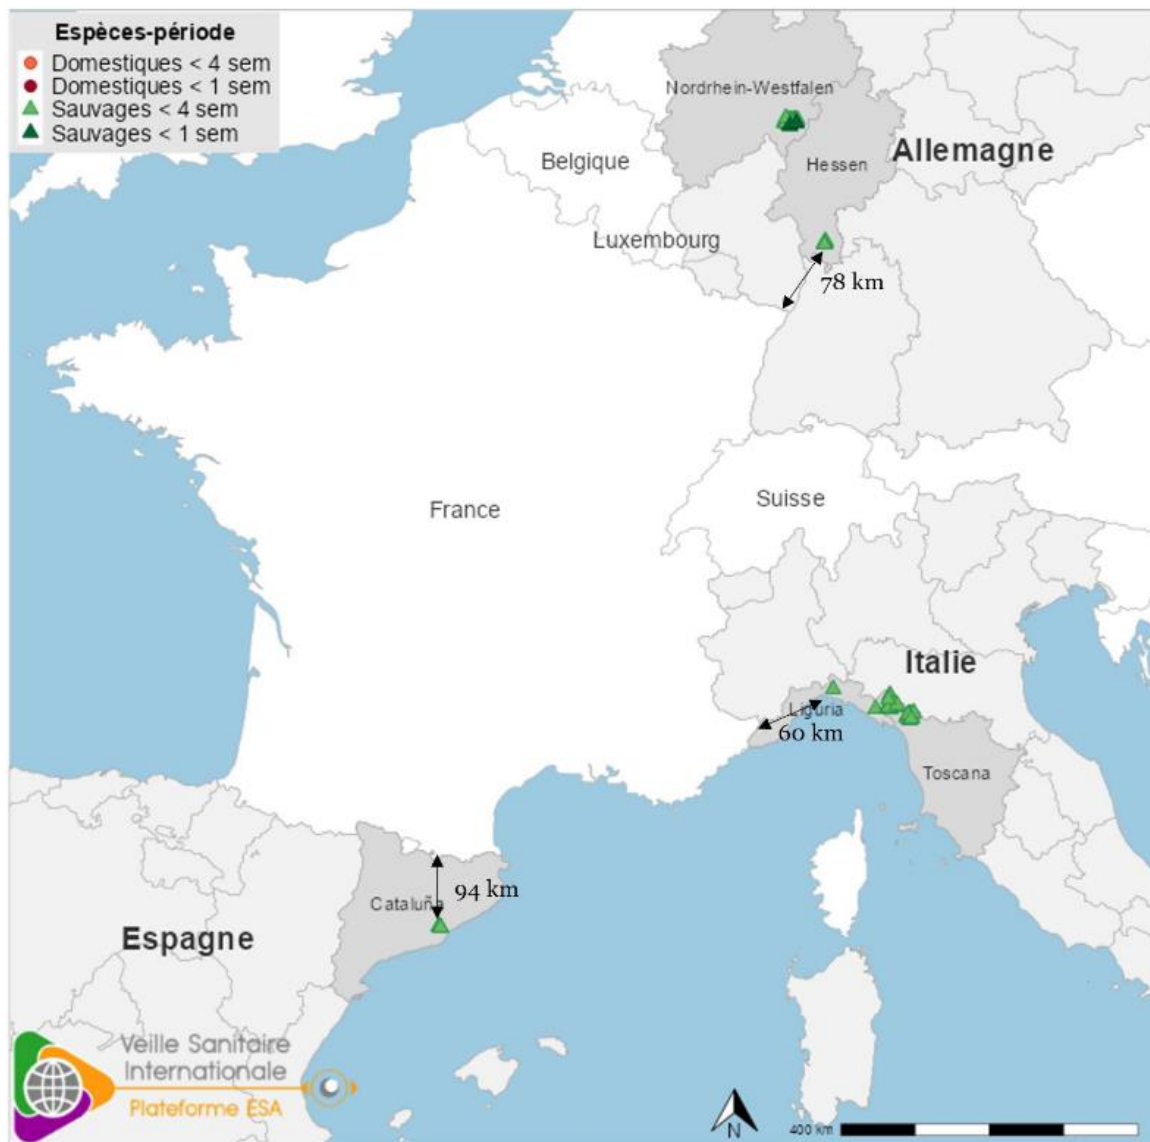 Espèces-période
Domestiques < 4 sem
Domestiques < 1 sem
Sauvages < 4 sem
Sauvages < 1 sem
Nordrhein-Westfalen
Belgique
Hessen
Allemagne
Luxembourg
78 km
France
Suisse
Italie
Liguria
60 km
Toscana
94 km
Cataluña
Espagne
Veille Sanitaire
Internationale
Plateforme ESA
N
400 km